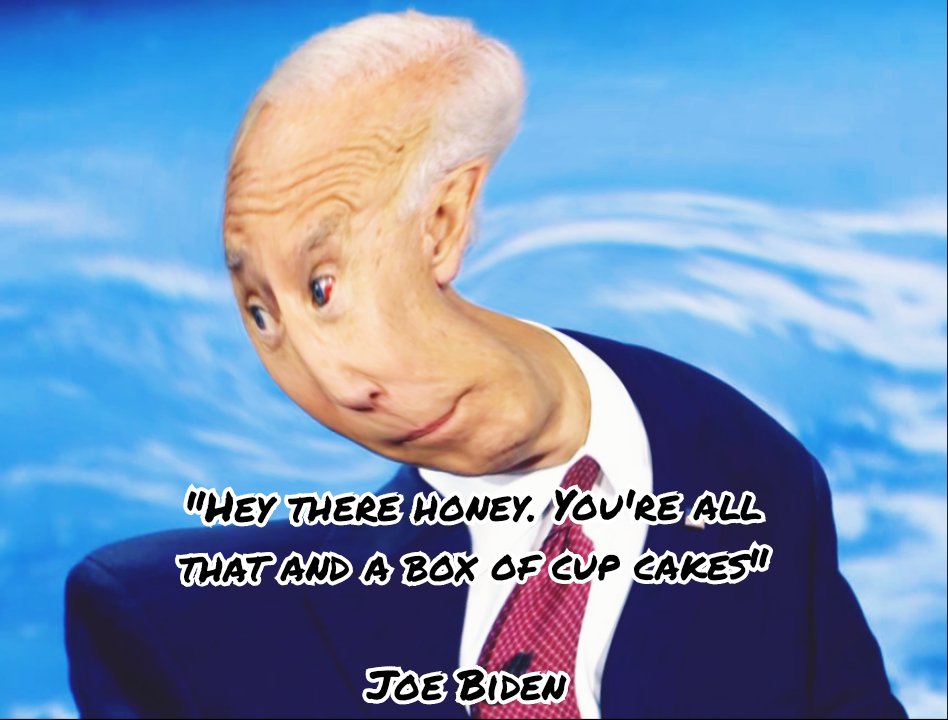 "Hey there honey. You're all
that and a box of cup cakes"
Joe Biden